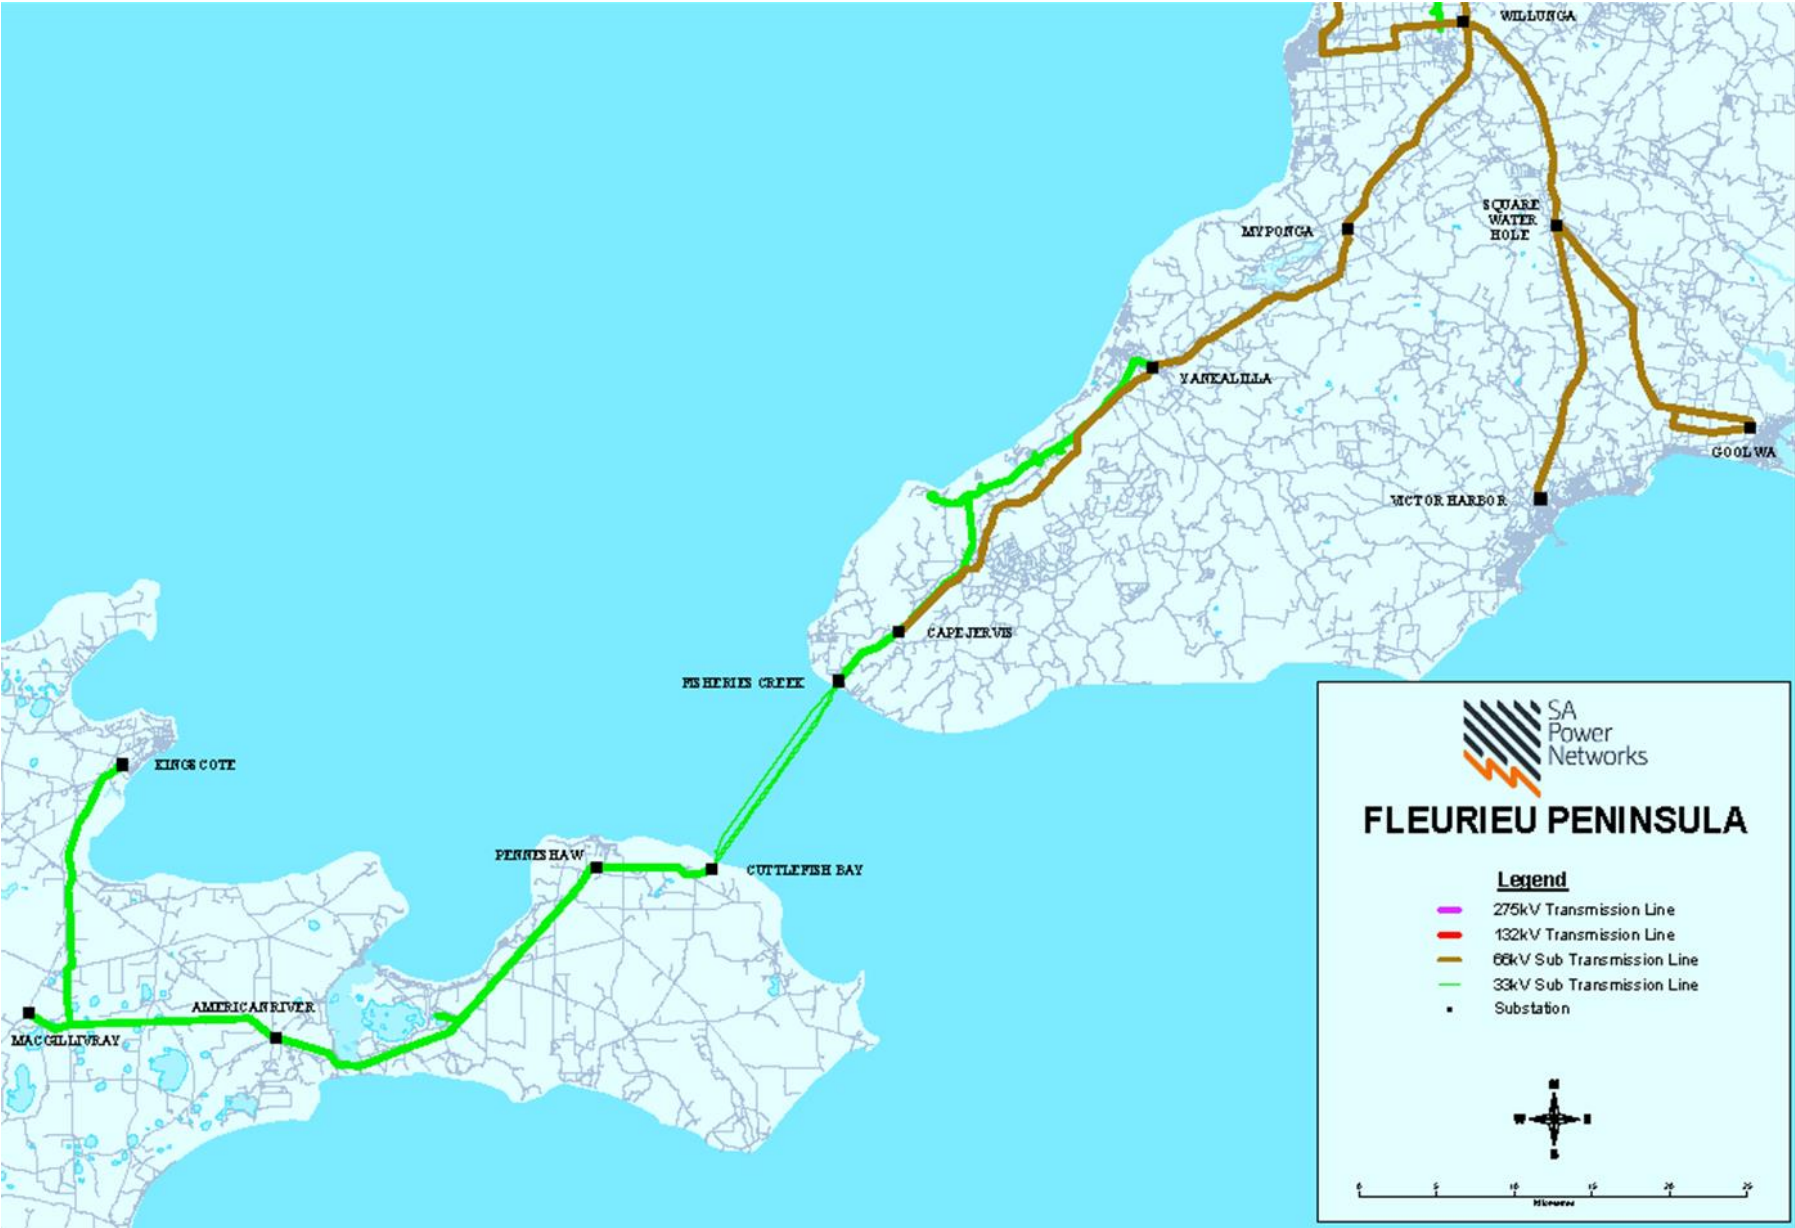 WILLUNGA
SQUARE
WATER
HOLE
MYPONGA
YANKALILLA
GOOLWA
VICTOR HARBOR
CAPE JERVIS
FISHERIES CREEK
KINGSCOTE
PENNESHAW
CUTTLEFISH BAY
AMERICAN RIVER
MACGILLIVRAY
SA
Power
Networks
FLEURIEU PENINSULA
Legend
275kV Transmission Line
132kV Transmission Line
66kV Sub Transmission Line
33kV Sub Transmission Line
Substation
N
W E
S
0 5 10 15 20 25
Kilometres